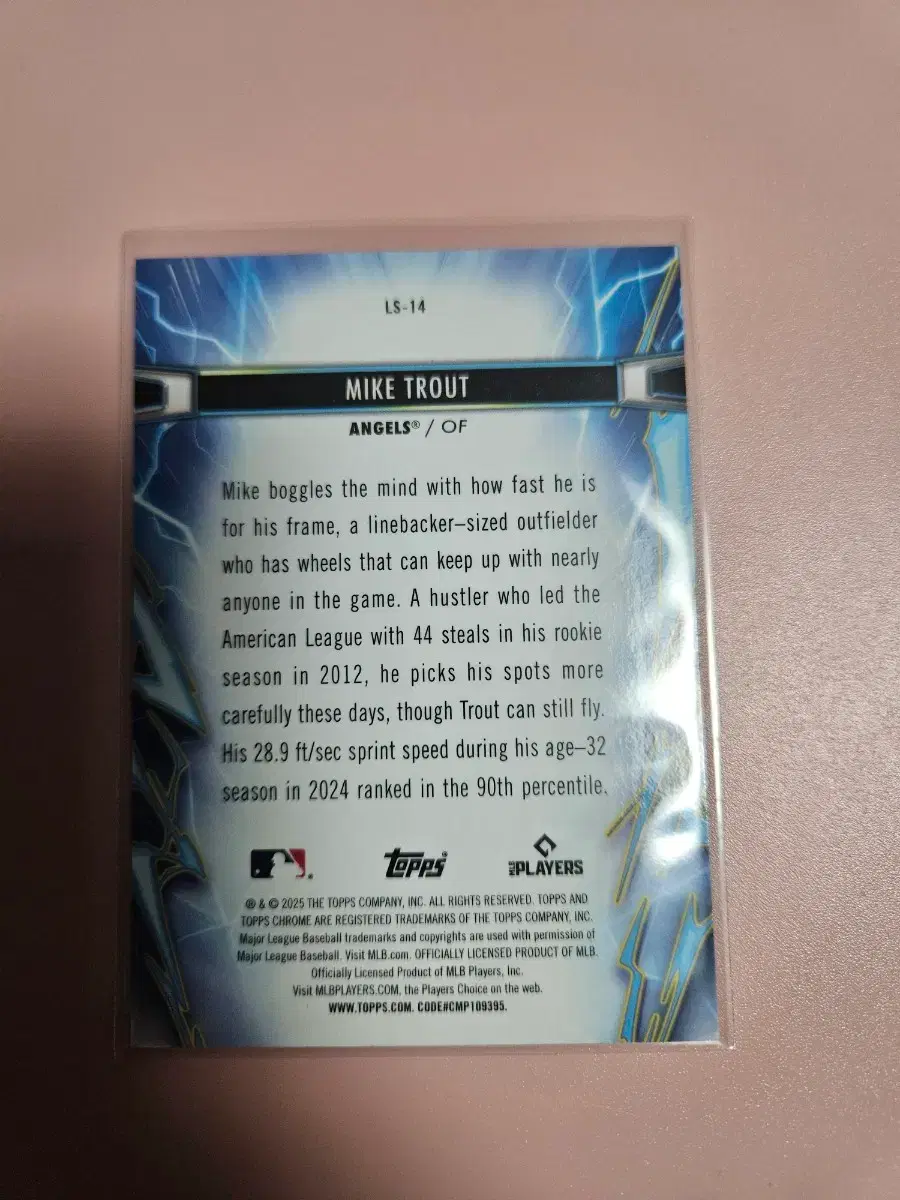 LS-14
MIKE TROUT
ANGELS® / OF
Mike boggles the mind with how fast he is
for his frame, a linebacker–sized outfielder
who has wheels that can keep up with nearly
anyone in the game. A hustler who led the
American League with 44 steals in his rookie
season in 2012, he picks his spots more
carefully these days, though Trout can still fly.
His 28.9 ft/sec sprint speed during his age–32
season in 2024 ranked in the 90th percentile.
topps® MLB PLAYERS
® & © 2025 THE TOPPS COMPANY, INC. ALL RIGHTS RESERVED. TOPPS AND
TOPPS CHROME ARE REGISTERED TRADEMARKS OF THE TOPPS COMPANY, INC.
Major League Baseball trademarks and copyrights are used with permission of
Major League Baseball. Visit MLB.com. OFFICIALLY LICENSED PRODUCT OF MLB.
Officially Licensed Product of MLB Players, Inc.
Visit MLBPLAYERS.COM, the Players Choice on the web.
WWW.TOPPS.COM. CODE#CMP109395.